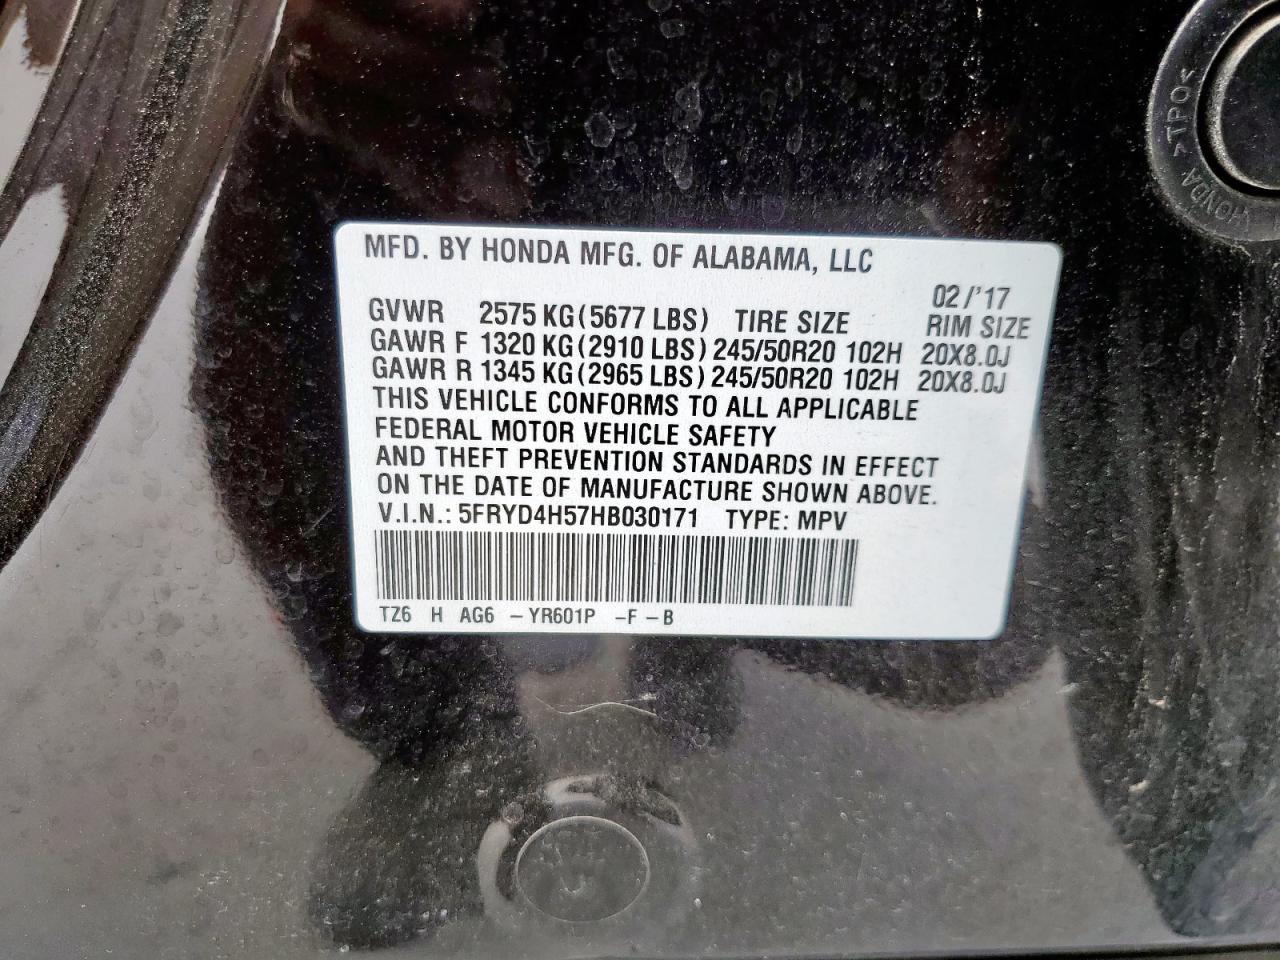 MFD. BY HONDA MFG. OF ALABAMA, LLC
02/'17
GVWR 2575 KG(5677 LBS) TIRE SIZE RIM SIZE
GAWR F 1320 KG(2910 LBS) 245/50R20 102H 20X8.0J
GAWR R 1345 KG(2965 LBS) 245/50R20 102H 20X8.0J
THIS VEHICLE CONFORMS TO ALL APPLICABLE
FEDERAL MOTOR VEHICLE SAFETY
AND THEFT PREVENTION STANDARDS IN EFFECT
ON THE DATE OF MANUFACTURE SHOWN ABOVE.
V.I.N.: 5FRYD4H57HB030171 TYPE: MPV
TZ6 H AG6 -YR601P -F-B
HONDA >TPO<